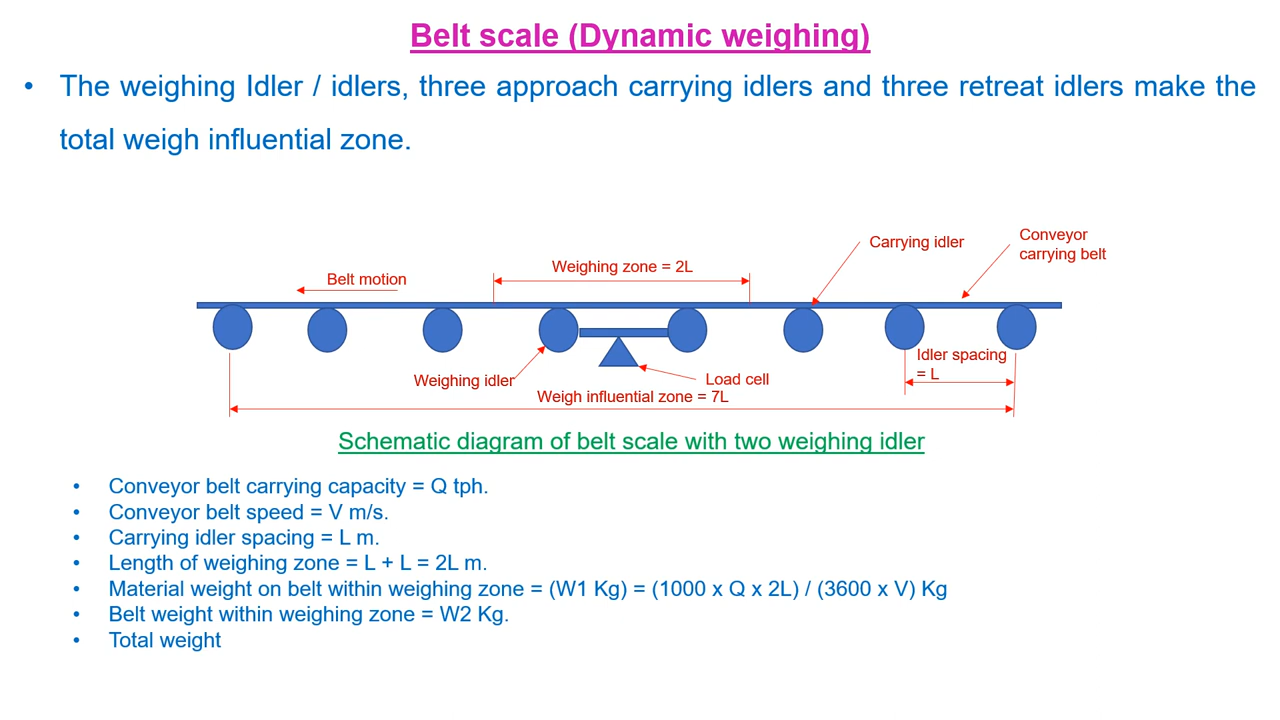 Belt scale (Dynamic weighing)
• The weighing Idler / idlers, three approach carrying idlers and three retreat idlers make the
total weigh influential zone.
Conveyor
carrying belt
Carrying idler
Weighing zone = 2L
Belt motion
Idler spacing
= L
Weighing idler
Load cell
Weigh influential zone = 7L
Schematic diagram of belt scale with two weighing idler
• Conveyor belt carrying capacity = Q tph.
• Conveyor belt speed = V m/s.
• Carrying idler spacing = L m.
• Length of weighing zone = L + L = 2L m.
• Material weight on belt within weighing zone = (W1 Kg) = (1000 x Q x 2L) / (3600 x V) Kg
• Belt weight within weighing zone = W2 Kg.
• Total weight